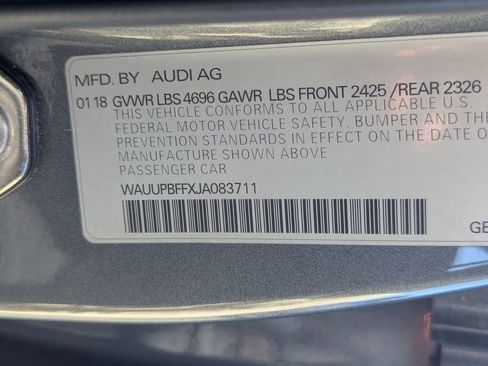 MFD. BY AUDI AG
01 18 GVWR LBS 4696 GAWR LBS FRONT 2425 /REAR 2326
THIS VEHICLE CONFORMS TO ALL APPLICABLE U.S.
FEDERAL MOTOR VEHICLE SAFETY, BUMPER AND THE
PREVENTION STANDARDS IN EFFECT ON THE DATE O
MANUFACTURE SHOWN ABOVE
PASSENGER CAR
WAUUPBFFXJA083711
GE